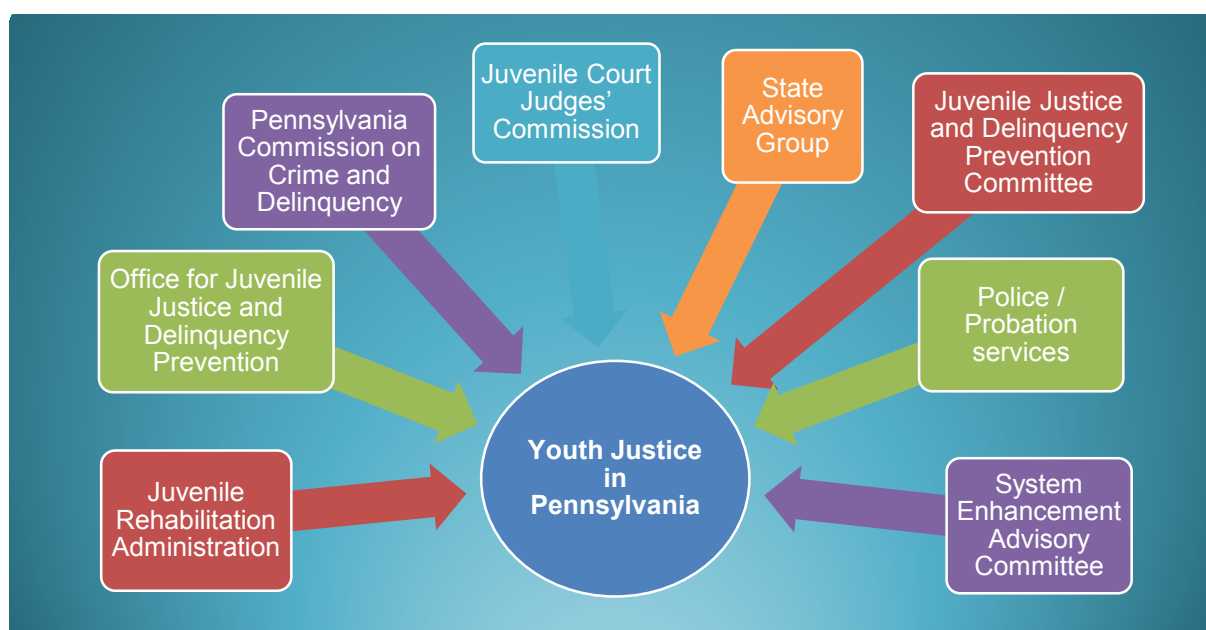 Juvenile Court
Judges’
Commission
State
Advisory
Group
Juvenile Justice
and Delinquency
Prevention
Committee
Pennsylvania
Commission on
Crime and
Delinquency
Office for Juvenile
Justice and
Delinquency
Prevention
Police /
Probation
services
Youth Justice
in
Pennsylvania
Juvenile
Rehabilitation
Administration
System
Enhancement
Advisory
Committee